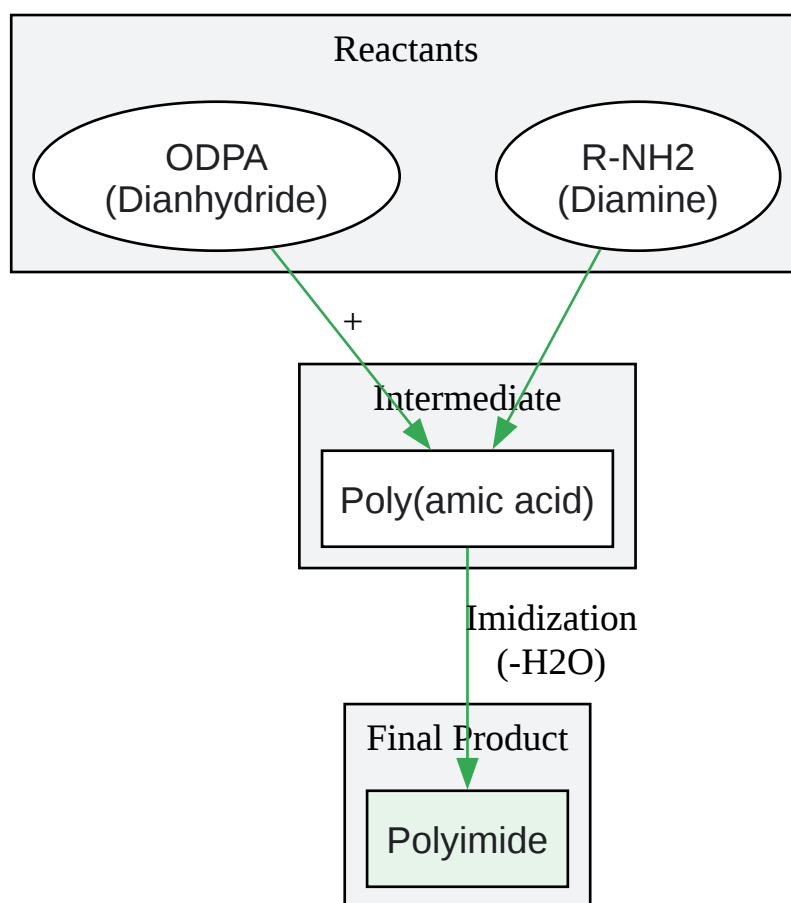 Reactants
ODPA
(Dianhydride)
R-NH2
(Diamine)
+
Intermediate
Poly(amic acid)
Imidization
(-H2O)
Final Product
Polyimide